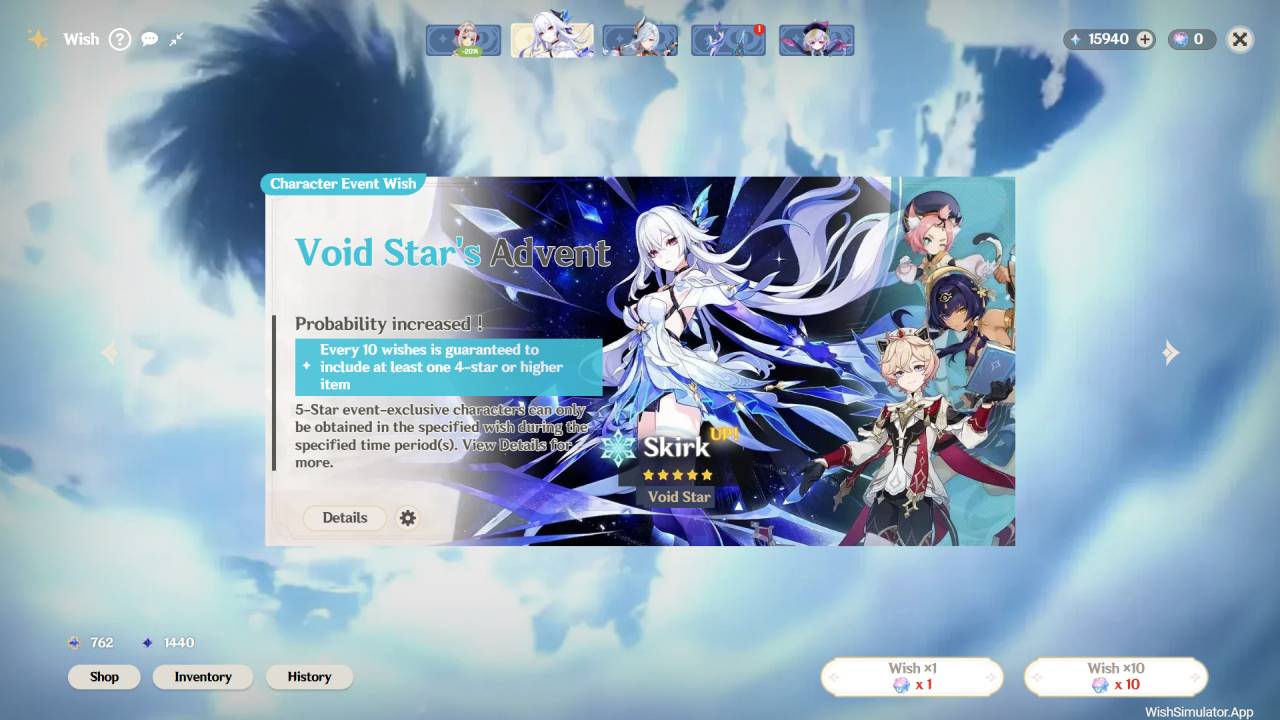 Wish
?
-20%
!
15940
0
Character Event Wish
Void Star's Advent
Probability increased !
Every 10 wishes is guaranteed to
include at least one 4-star or higher
item
5-Star event-exclusive characters can only
be obtained in the specified wish during the
specified time period(s). View Details for
more.
Skirk
UP!
Void Star
Details
762
1440
Shop
Inventory
History
Wish ×1
x 1
Wish ×10
x 10
WishSimulator.App